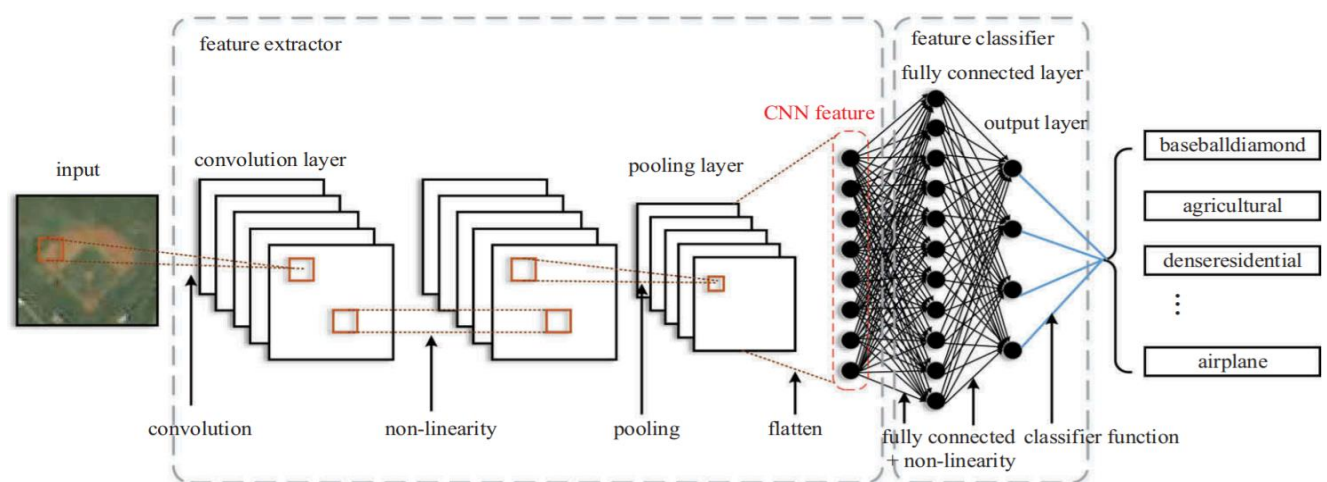 feature extractor
feature classifier
fully connected layer
CNN feature
output layer
input
convolution layer
pooling layer
baseballdiamond
agricultural
denseresidential
⋮
airplane
convolution
non-linearity
pooling
flatten
fully connected
+ non-linearity
classifier function